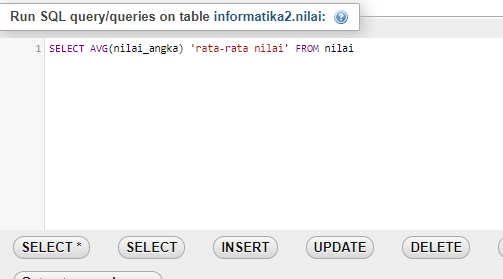 Run SQL query/queries on table informatika2.nilai:
1 SELECT AVG(nilai_angka) 'rata-rata nilai' FROM nilai
SELECT * SELECT INSERT UPDATE DELETE